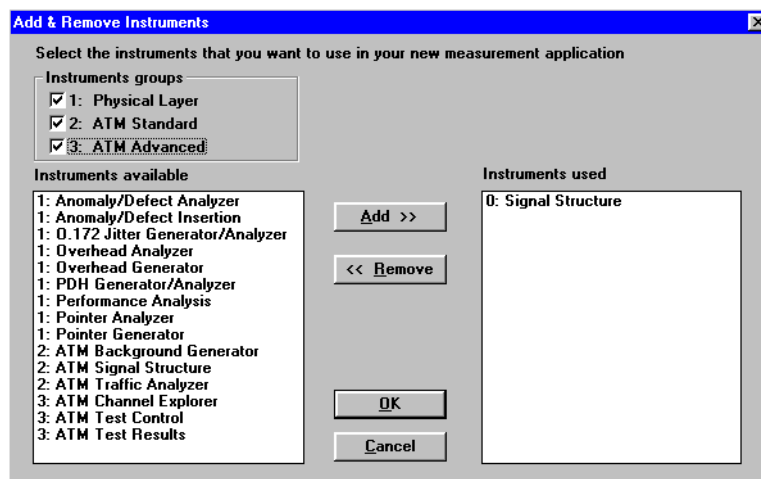 Add & Remove Instruments
Select the instruments that you want to use in your new measurement application
Instruments groups
1: Physical Layer
2: ATM Standard
3: ATM Advanced
Instruments available
1: Anomaly/Defect Analyzer
1: Anomaly/Defect Insertion
1: O.172 Jitter Generator/Analyzer
1: Overhead Analyzer
1: Overhead Generator
1: PDH Generator/Analyzer
1: Performance Analysis
1: Pointer Analyzer
1: Pointer Generator
2: ATM Background Generator
2: ATM Signal Structure
2: ATM Traffic Analyzer
3: ATM Channel Explorer
3: ATM Test Control
3: ATM Test Results
Add >>
<< Remove
OK
Cancel
Instruments used
0: Signal Structure